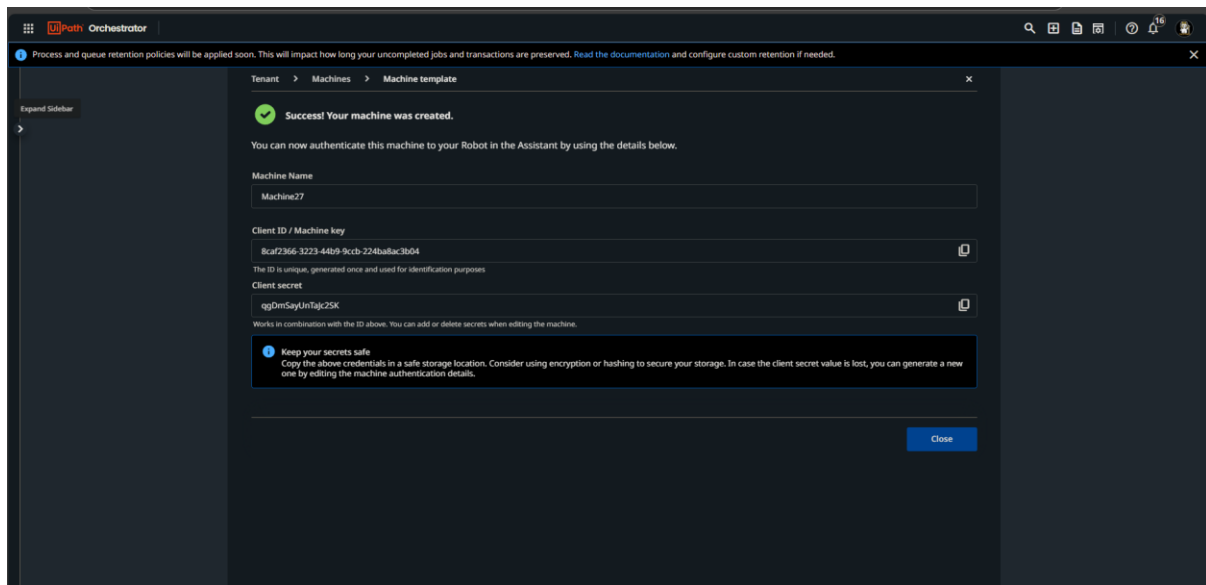 UiPath Orchestrator
16
Process and queue retention policies will be applied soon. This will impact how long your uncompleted jobs and transactions are preserved. Read the documentation and configure custom retention if needed.
Tenant > Machines > Machine template
Expand Sidebar
Success! Your machine was created.
You can now authenticate this machine to your Robot in the Assistant by using the details below.
Machine Name
Machine27
Client ID / Machine key
8caf2366-3223-44b9-9ccb-224ba8ac3b04
The ID is unique, generated once and used for identification purposes
Client secret
qgDmSayUnTaJc2SK
Works in combination with the ID above. You can add or delete secrets when editing the machine.
Keep your secrets safe
Copy the above credentials in a safe storage location. Consider using encryption or hashing to secure your storage. In case the client secret value is lost, you can generate a new
one by editing the machine authentication details.
Close